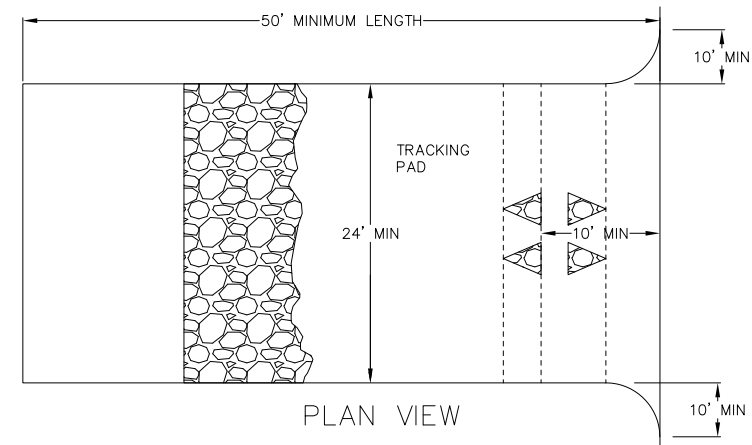 50' MINIMUM LENGTH
10' MIN
TRACKING
PAD
24' MIN
10' MIN
PLAN VIEW
10' MIN